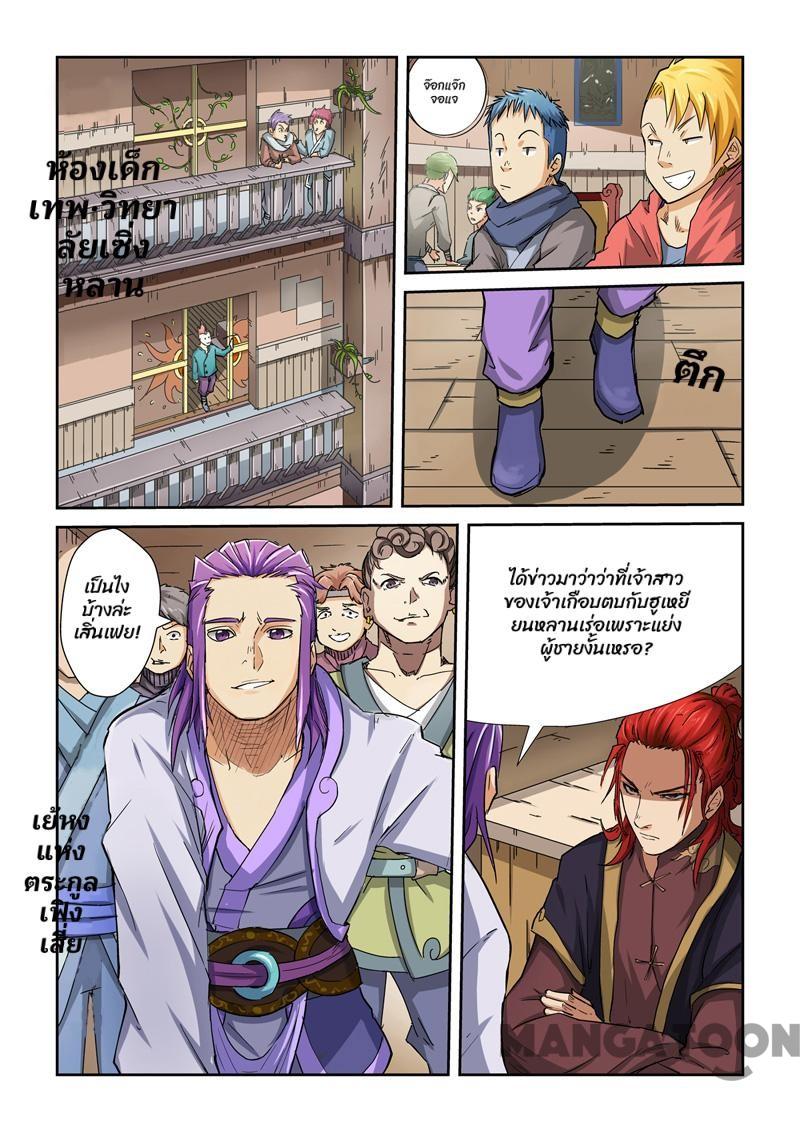 ห้องเด็ก
เทพ•วิทยา
ลัยเซิ่ง
หลาน
จ๊อกแจ๊ก
จอแจ
ตึก
เป็นไง
บ้างล่ะ
เสิ่นเฟย!
ได้ข่าวมาว่าว่าที่เจ้าสาว
ของเจ้าเกือบตบกับฮูเหยี
ยนหลานเร่อเพราะแย่ง
ผู้ชายงั้นเหรอ?
เย้หง
แห่ง
ตระกูล
เฟิง
เสี่ย
MANGATOON